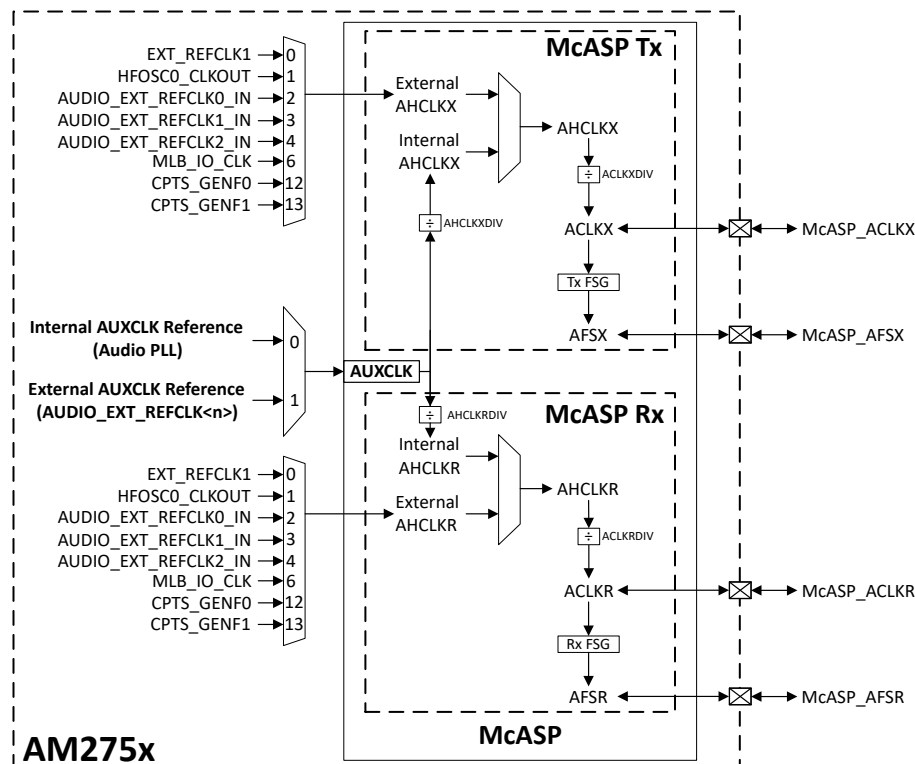 McASP Tx
EXT_REFCLK1
0
HFOSC0_CLKOUT
1
AUDIO_EXT_REFCLK0_IN
2
AUDIO_EXT_REFCLK1_IN
3
AUDIO_EXT_REFCLK2_IN
4
MLB_IO_CLK
6
CPTS_GENF0
12
CPTS_GENF1
13
External
AHCLKX
Internal
AHCLKX
AHCLKX
÷ ACLKXDIV
÷ AHCLKXDIV
ACLKX
McASP_ACLKX
Tx FSG
AFSX
McASP_AFSX
Internal AUXCLK Reference
(Audio PLL)
0
AUXCLK
External AUXCLK Reference
(AUDIO_EXT_REFCLK<n>)
1
McASP Rx
÷ AHCLKRDIV
Internal
AHCLKR
External
AHCLKR
AHCLKR
÷ ACLKRDIV
EXT_REFCLK1
0
HFOSC0_CLKOUT
1
AUDIO_EXT_REFCLK0_IN
2
AUDIO_EXT_REFCLK1_IN
3
AUDIO_EXT_REFCLK2_IN
4
MLB_IO_CLK
6
CPTS_GENF0
12
CPTS_GENF1
13
ACLKR
McASP_ACLKR
Rx FSG
AFSR
McASP_AFSR
McASP
AM275x